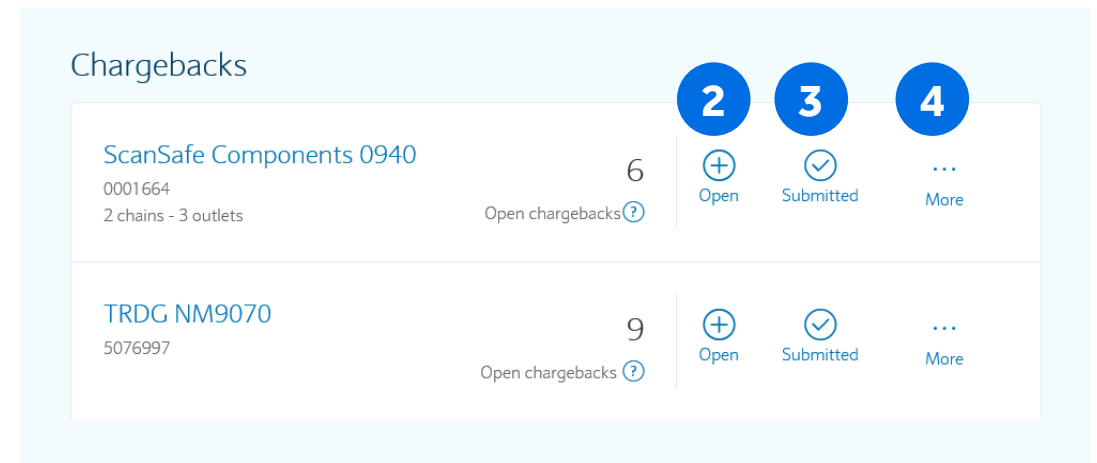 Chargebacks
2
3
4
ScanSafe Components 0940
0001664
2 chains - 3 outlets
6
Open chargebacks ?
Open
Submitted
...
More
TRDG NM9070
5076997
9
Open chargebacks ?
Open
Submitted
...
More